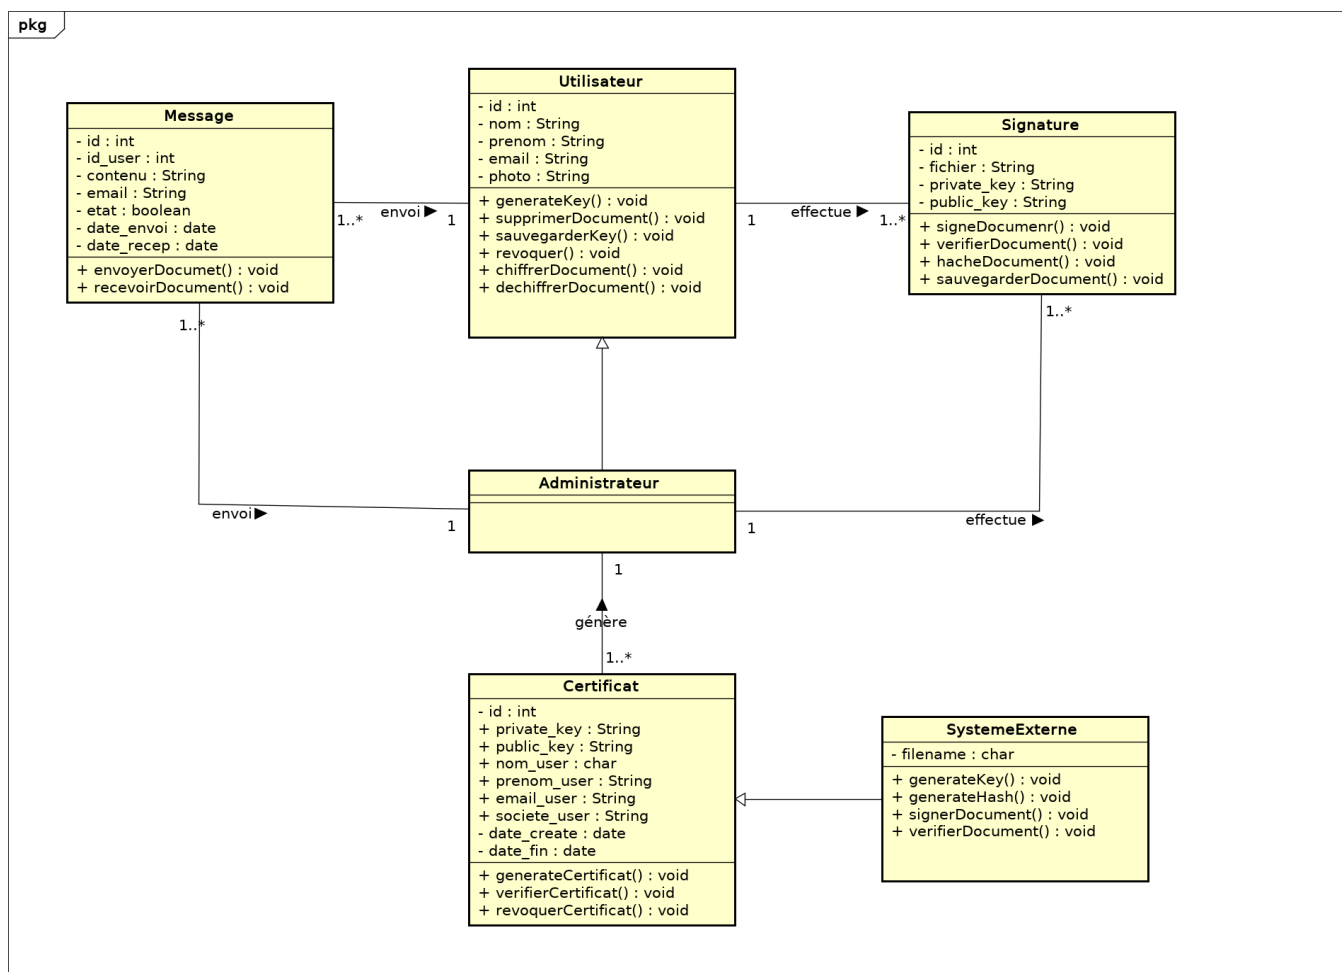 pkg
Message
- id : int
- id_user : int
- contenu : String
- email : String
- etat : boolean
- date_envoi : date
- date_recep : date
+ envoyerDocumet() : void
+ recevoirDocument() : void
1..*
envoi
1
Utilisateur
- id : int
- nom : String
- prenom : String
- email : String
- photo : String
+ generateKey() : void
+ supprimerDocument() : void
+ sauvegarderKey() : void
+ revoquer() : void
+ chiffrerDocument() : void
+ dechiffrerDocument() : void
1
effectue
1..*
Signature
- id : int
- fichier : String
- private_key : String
- public_key : String
+ signeDocumenr() : void
+ verifierDocument() : void
+ hacheDocument() : void
+ sauvegarderDocument() : void
1..*
1..*
Administrateur
envoi
1
1
effectue
1
génère
1..*
Certificat
- id : int
+ private_key : String
+ public_key : String
+ nom_user : char
+ prenom_user : String
+ email_user : String
+ societe_user : String
- date_create : date
- date_fin : date
+ generateCertificat() : void
+ verifierCertificat() : void
+ revoquerCertificat() : void
SystemeExterne
- filename : char
+ generateKey() : void
+ generateHash() : void
+ signerDocument() : void
+ verifierDocument() : void